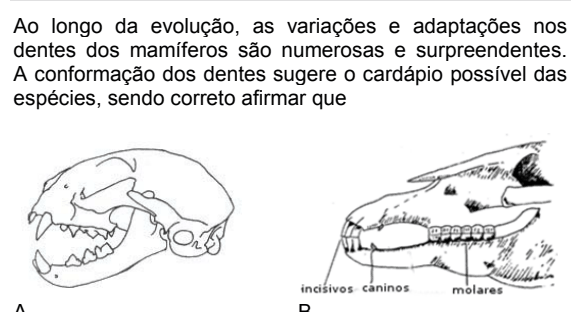 Ao longo da evolução, as variações e adaptações nos
dentes dos mamíferos são numerosas e surpreendentes.
A conformação dos dentes sugere o cardápio possível das
espécies, sendo correto afirmar que
incisivos caninos molares
A B